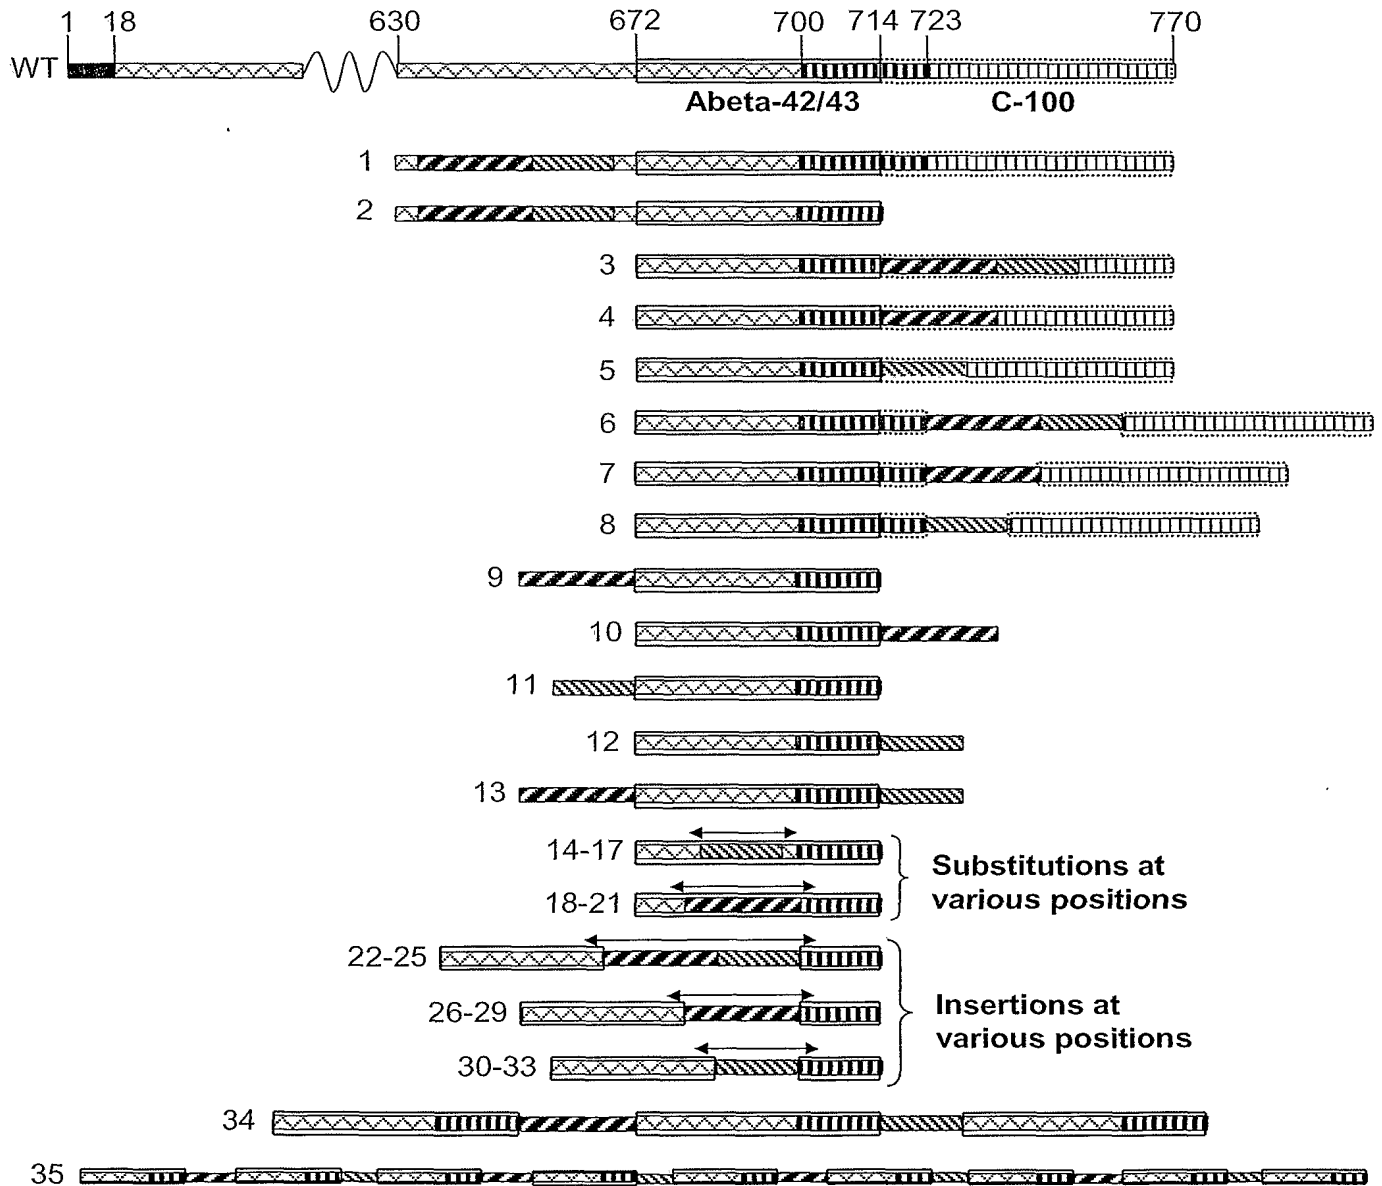 1 18 630 672 700 714 723 770
WT
Abeta-42/43 C-100
1
2
3
4
5
6
7
8
9
10
11
12
13
14-17
18-21
Substitutions at
various positions
22-25
26-29
30-33
Insertions at
various positions
34
35